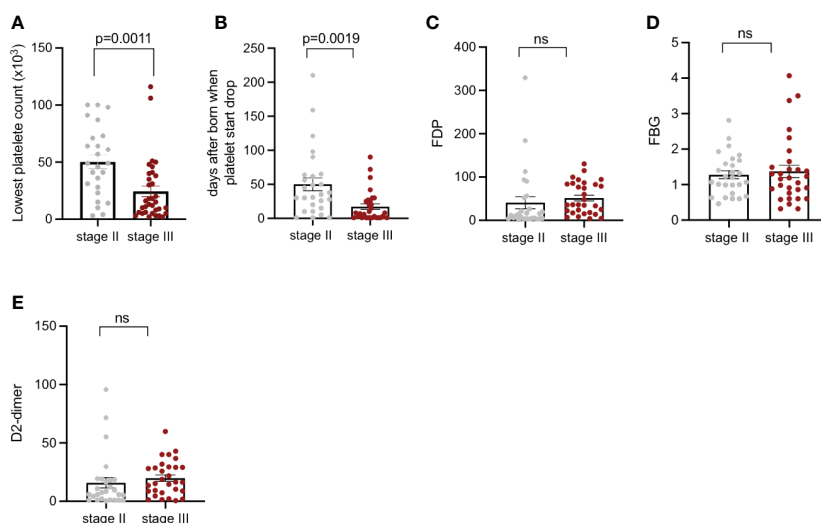 A
p=0.0011
Lowest platelete count (x10³)
150
100
50
0
stage II stage III
B
p=0.0019
days after born when
platelet start drop
300
250
200
150
100
50
0
stage II stage III
C
ns
FDP
400
300
200
100
0
stage II stage III
D
ns
FBG
5
4
3
2
1
0
stage II stage III
E
ns
D2-dimer
150
100
50
0
stage II stage III